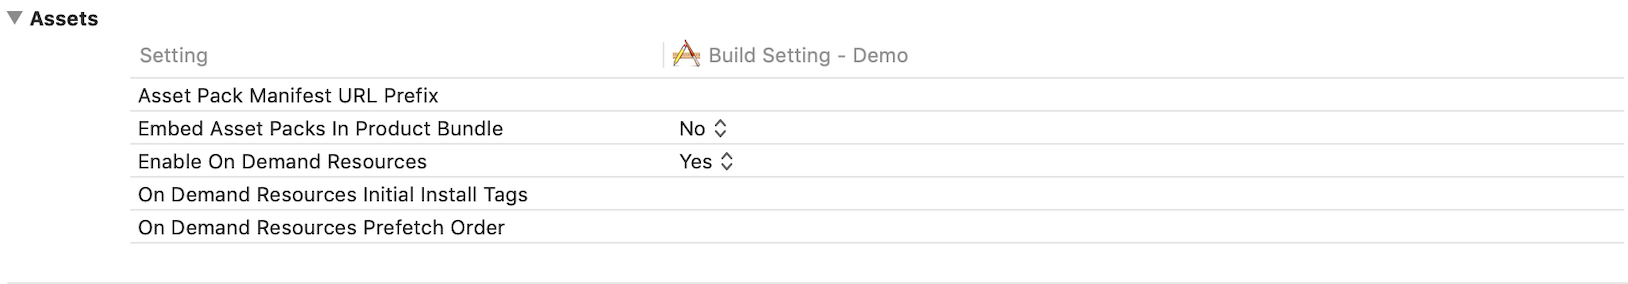 Assets
Setting Build Setting - Demo
Asset Pack Manifest URL Prefix
Embed Asset Packs In Product Bundle No
Enable On Demand Resources Yes
On Demand Resources Initial Install Tags
On Demand Resources Prefetch Order